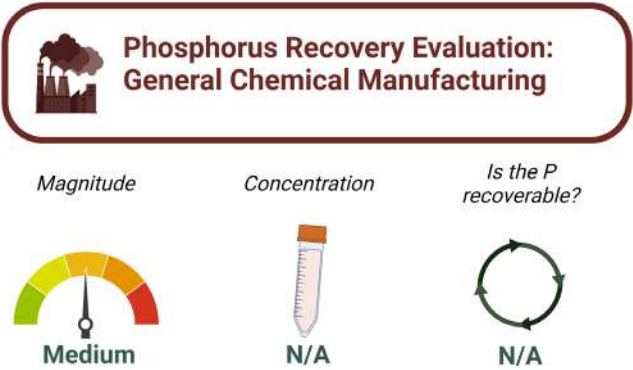 Phosphorus Recovery Evaluation:
General Chemical Manufacturing
Magnitude
Concentration
Is the P
recoverable?
Medium
N/A
N/A